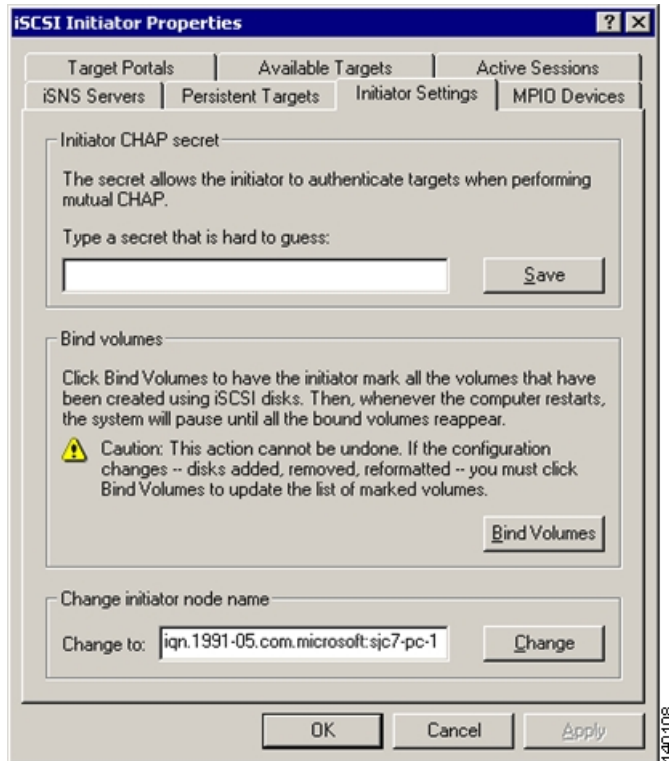 iSCSI Initiator Properties
Target Portals
Available Targets
Active Sessions
iSNS Servers
Persistent Targets
Initiator Settings
MPIO Devices
Initiator CHAP secret
The secret allows the initiator to authenticate targets when performing
mutual CHAP.
Type a secret that is hard to guess:
Save
Bind volumes
Click Bind Volumes to have the initiator mark all the volumes that have
been created using iSCSI disks. Then, whenever the computer restarts,
the system will pause until all the bound volumes reappear.
Caution: This action cannot be undone. If the configuration
changes -- disks added, removed, reformatted -- you must click
Bind Volumes to update the list of marked volumes.
Bind Volumes
Change initiator node name
Change to: iqn.1991-05.com.microsoft:sjc7-pc-1
Change
OK
Cancel
Apply
140108